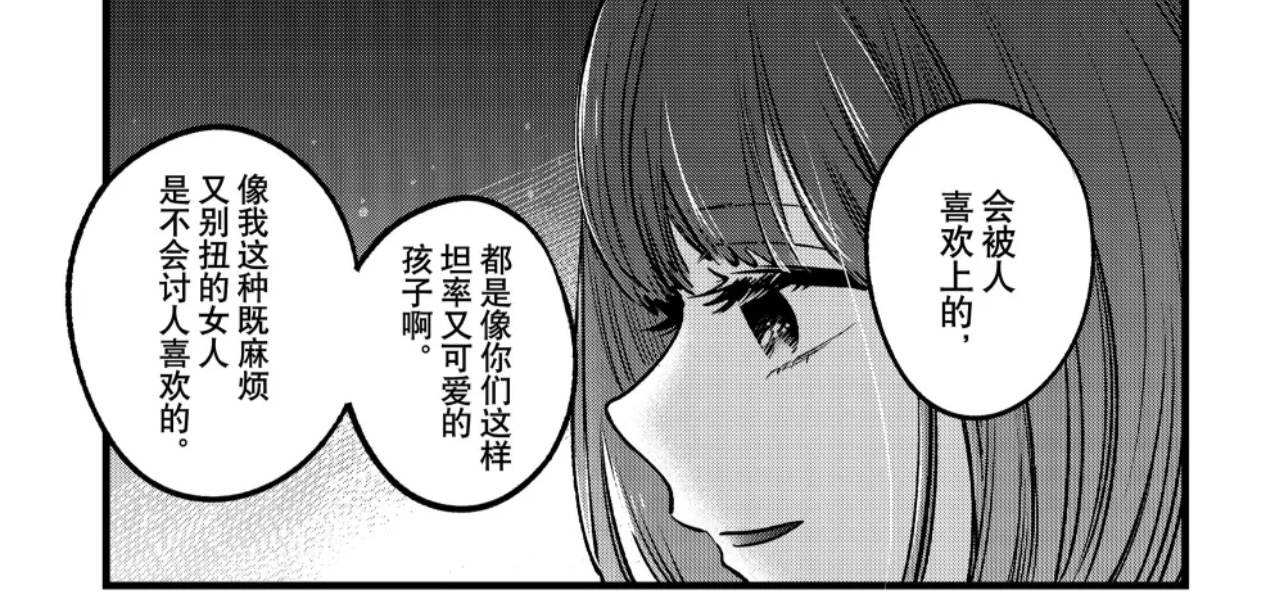 会被人
喜欢上的，
都是像你们这样
坦率又可爱的
孩子啊。
像我这种既麻烦
又别扭的女人
是不会讨人喜欢的。